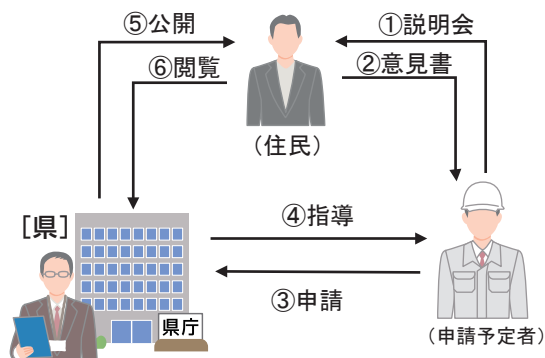 ⑤公開
①説明会
⑥閲覧
②意見書
(住民)
[県]
④指導
③申請
県庁
(申請予定者)